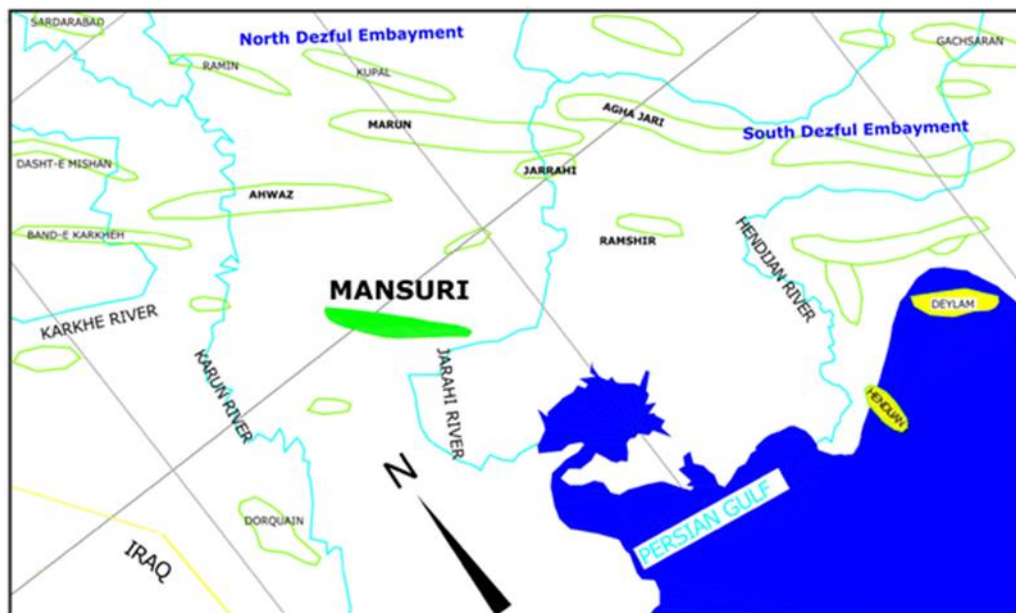 SARDARABAD
North Dezful Embayment
GACHSARAN
RAMIN
KUPAL
AGHA JARI
MARUN
South Dezful Embayment
DASHT-E MISHAN
JARRAHI
AHWAZ
BAND-E KARKHEH
RAMSHIR
HENDIJAN RIVER
MANSURI
DEYLAM
KARKHE RIVER
KARUN RIVER
JARAHI RIVER
HENDIJAN
N
PERSIAN GULF
DORQUAIN
IRAQ